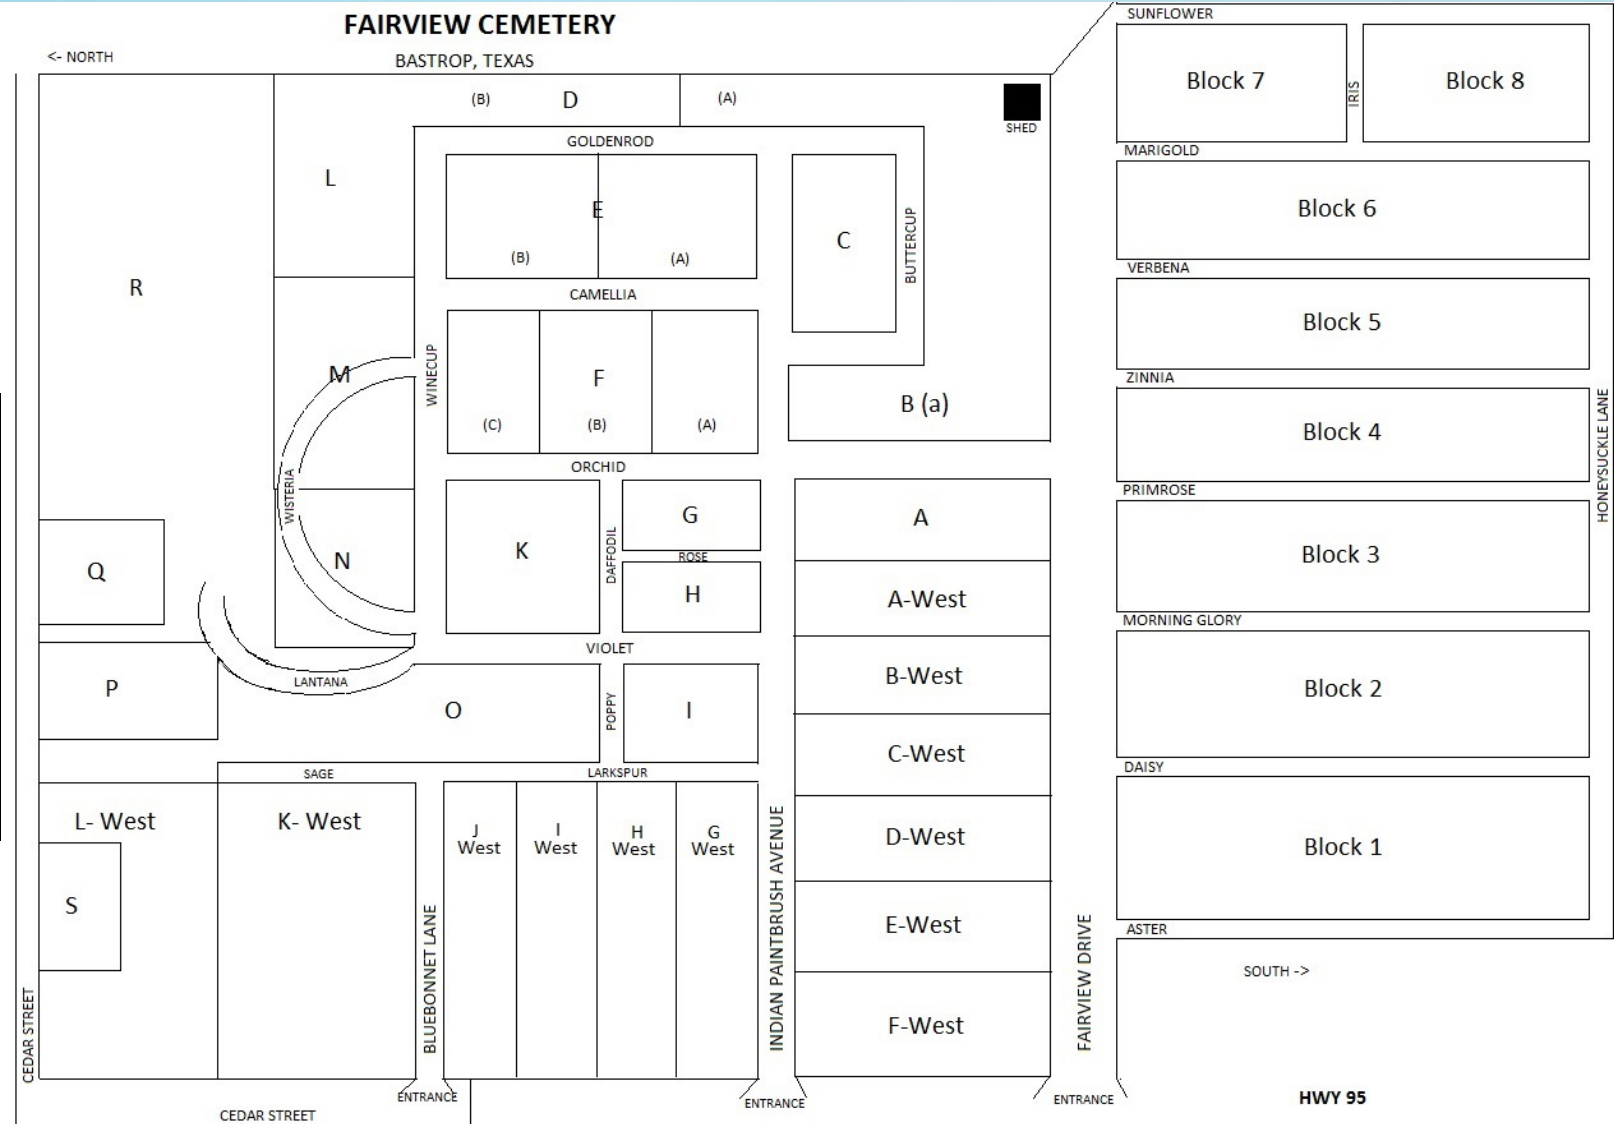 FAIRVIEW CEMETERY
<- NORTH
BASTROP, TEXAS
SUNFLOWER
Block 7
IRIS
Block 8
(B)
D
(A)
SHED
GOLDENROD
MARIGOLD
L
E
(B)
(A)
C
BUTTERCUP
Block 6
VERBENA
R
CAMELLIA
Block 5
M
WINECUP
F
(C)
(B)
(A)
B (a)
ZINNIA
Block 4
HONEYSUCKLE LANE
ORCHID
PRIMROSE
WISTERIA
K
DAFFODIL
G
ROSE
H
A
Block 3
Q
N
A-West
MORNING GLORY
VIOLET
P
LANTANA
O
POPPY
I
B-West
Block 2
SAGE
LARKSPUR
C-West
DAISY
L- West
K- West
J
West
I
West
H
West
G
West
INDIAN PAINTBRUSH AVENUE
D-West
Block 1
S
BLUEBONNET LANE
E-West
FAIRVIEW DRIVE
ASTER
SOUTH ->
CEDAR STREET
F-West
ENTRANCE
ENTRANCE
ENTRANCE
HWY 95
CEDAR STREET